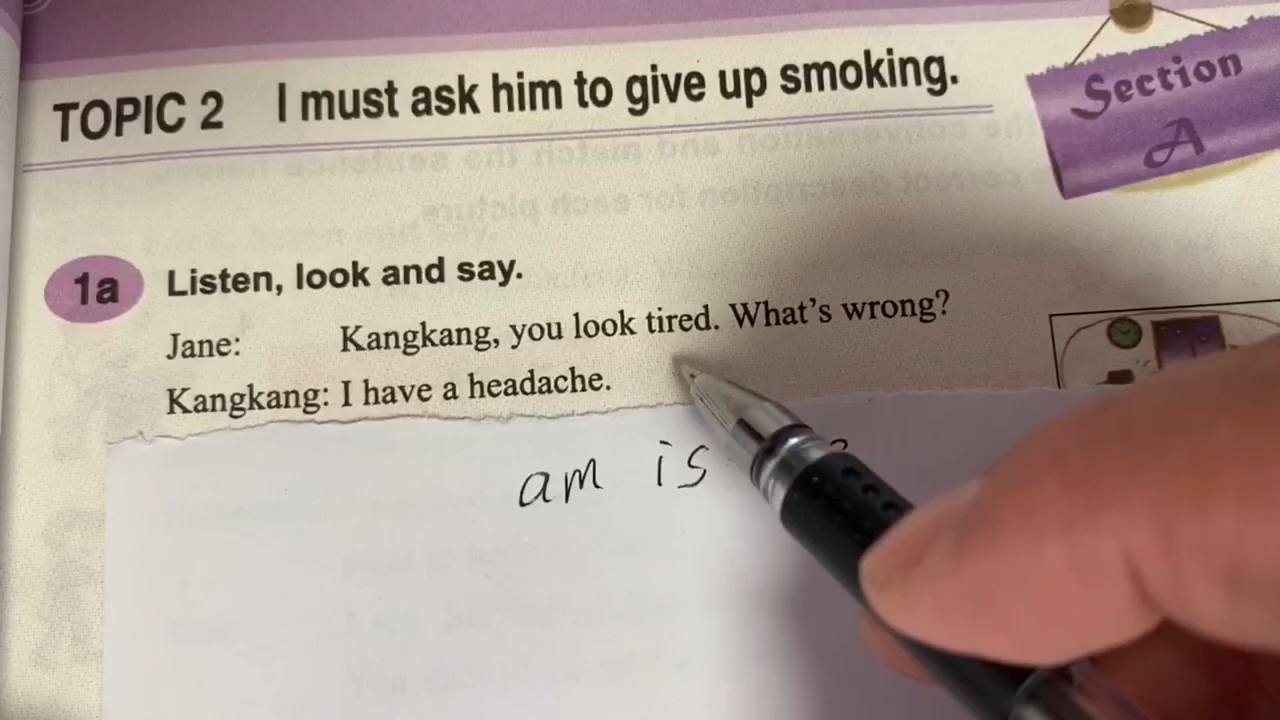 TOPIC 2 I must ask him to give up smoking.
Section
A
1a Listen, look and say.
Jane: Kangkang, you look tired. What's wrong?
Kangkang: I have a headache.
am is